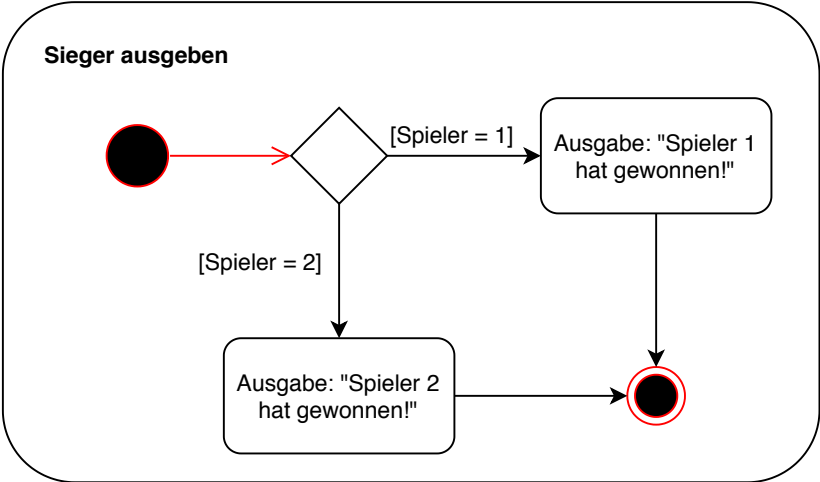 Sieger ausgeben
[Spieler = 1]
Ausgabe: "Spieler 1
hat gewonnen!"
[Spieler = 2]
Ausgabe: "Spieler 2
hat gewonnen!"